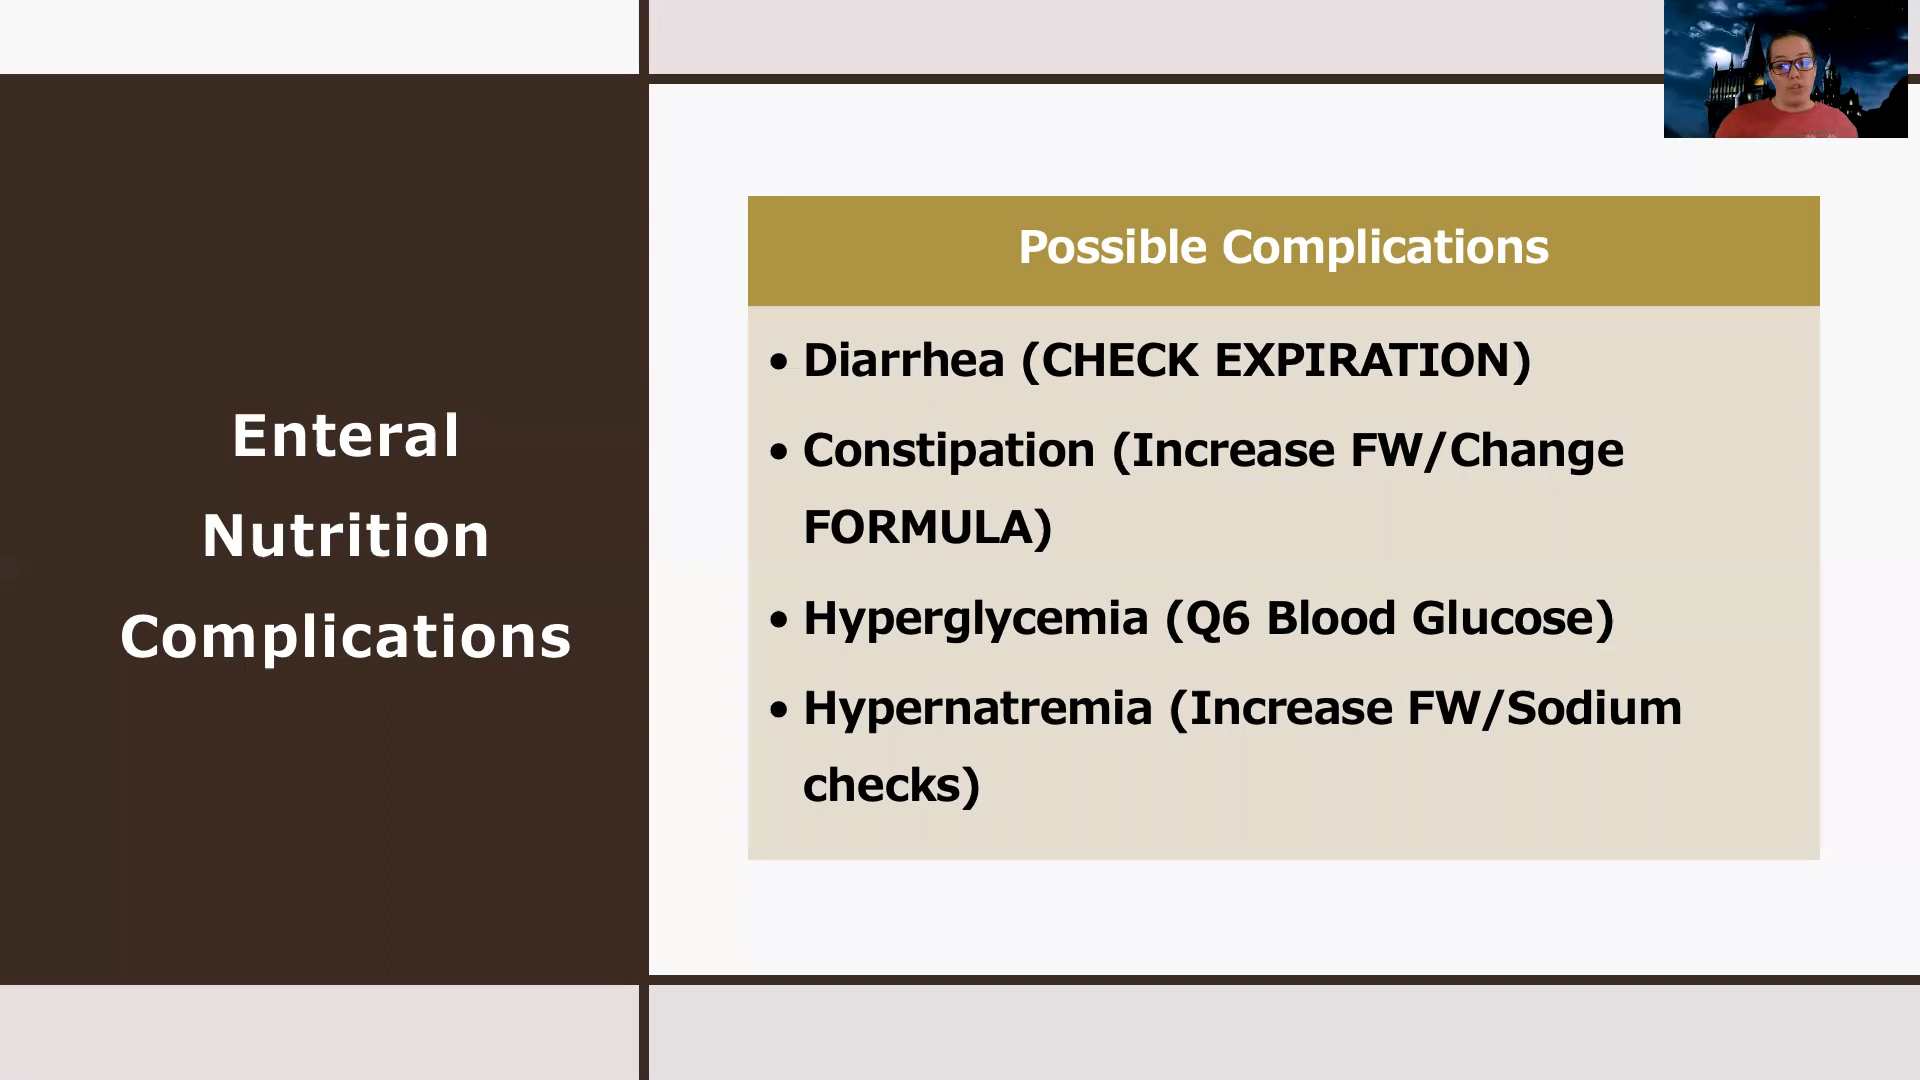 Enteral
Nutrition
Complications
Possible Complications
• Diarrhea (CHECK EXPIRATION)
• Constipation (Increase FW/Change
FORMULA)
• Hyperglycemia (Q6 Blood Glucose)
• Hypernatremia (Increase FW/Sodium
checks)